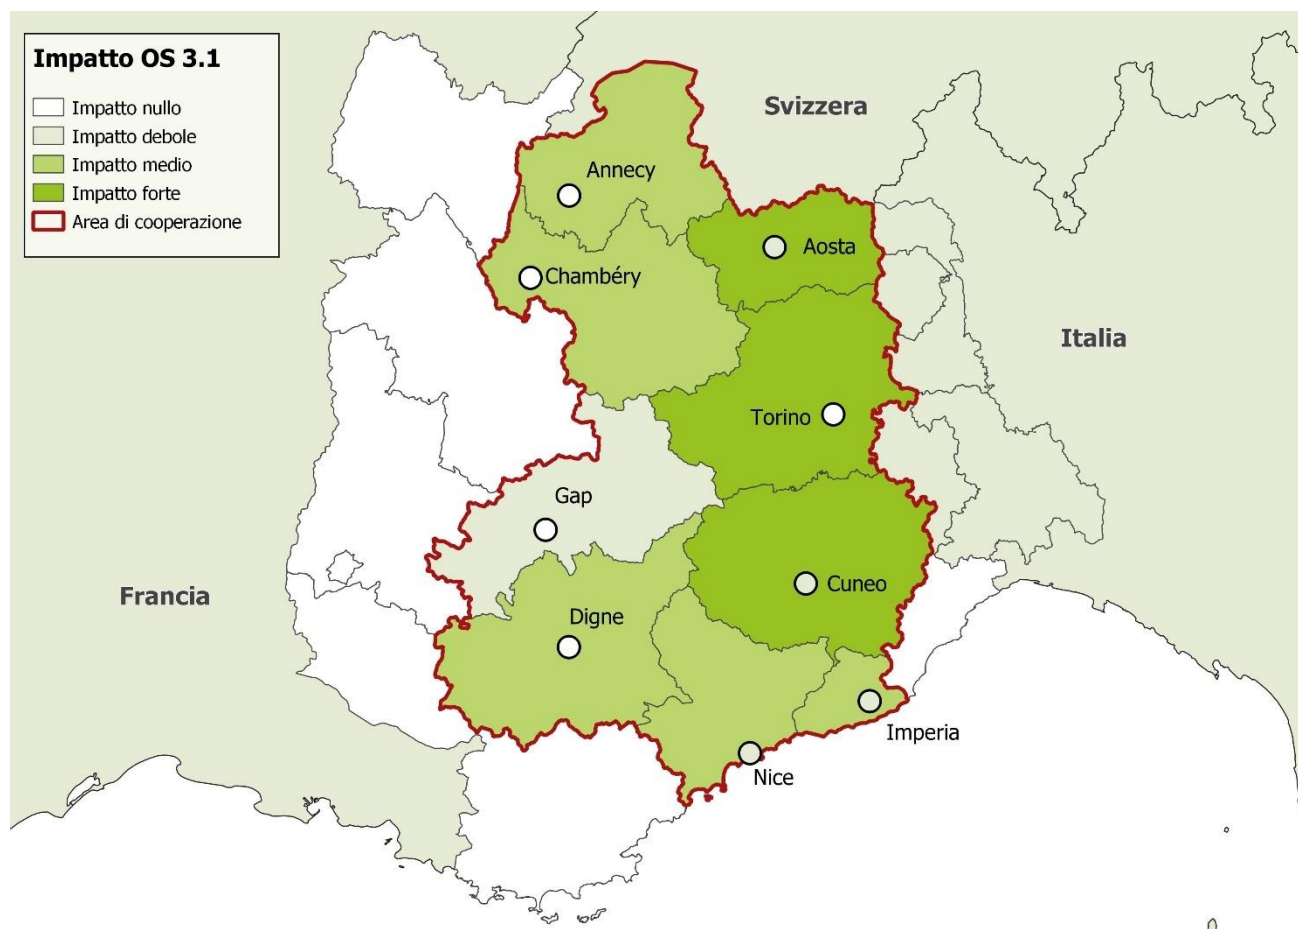 Impatto OS 3.1
Impatto nullo
Impatto debole
Impatto medio
Impatto forte
Area di cooperazione
Svizzera
Annecy
Aosta
Chambéry
Italia
Torino
Gap
Cuneo
Francia
Digne
Imperia
Nice